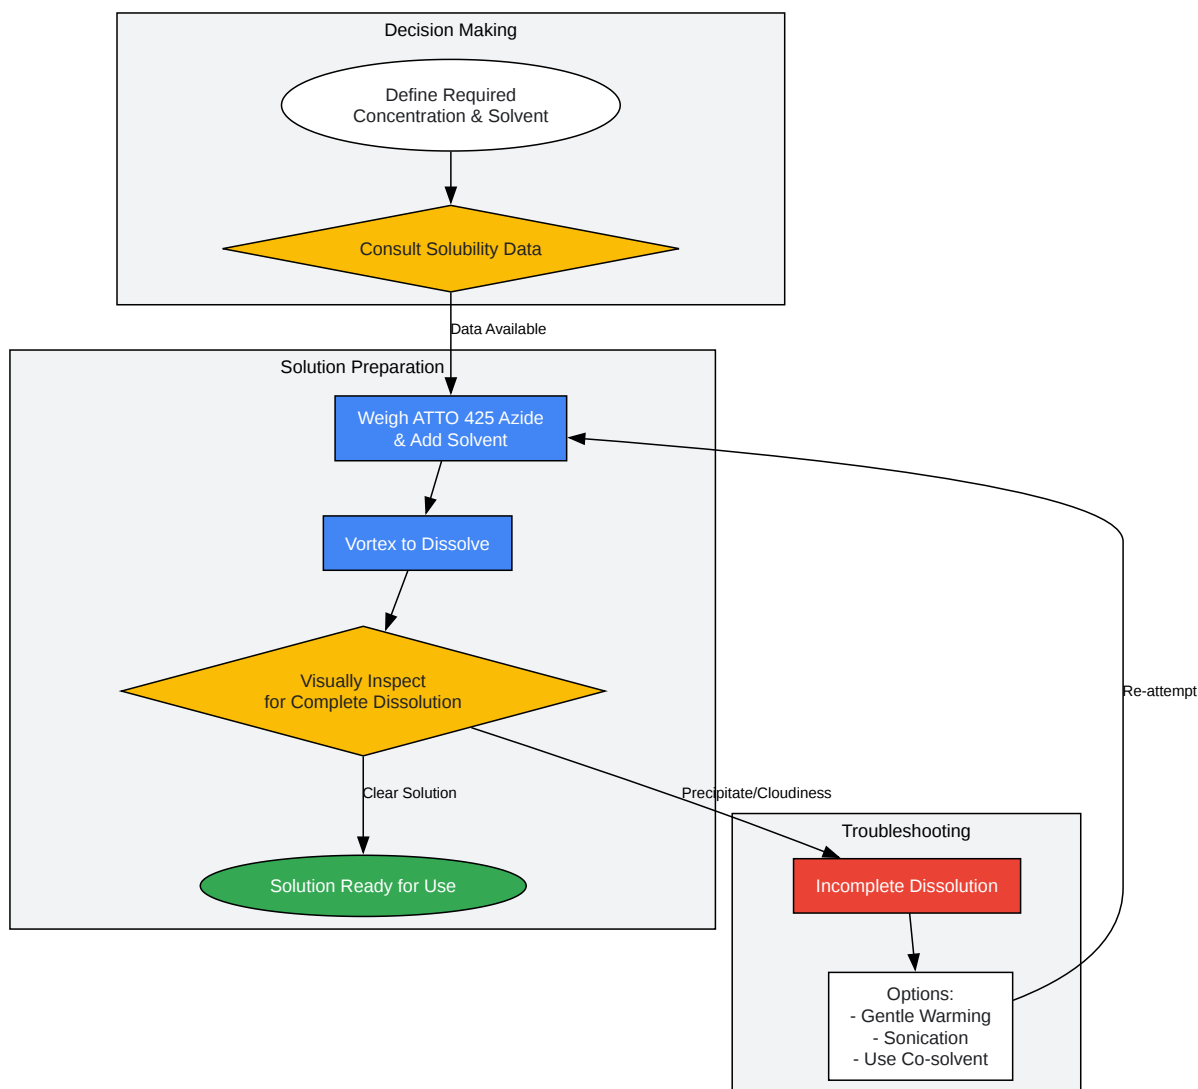 Decision Making
Define Required
Concentration & Solvent
Consult Solubility Data
Data Available
Solution Preparation
Weigh ATTO 425 Azide
& Add Solvent
Vortex to Dissolve
Visually Inspect
for Complete Dissolution
Re-attempt
Clear Solution
Precipitate/Cloudiness
Troubleshooting
Solution Ready for Use
Incomplete Dissolution
Options:
- Gentle Warming
- Sonication
- Use Co-solvent